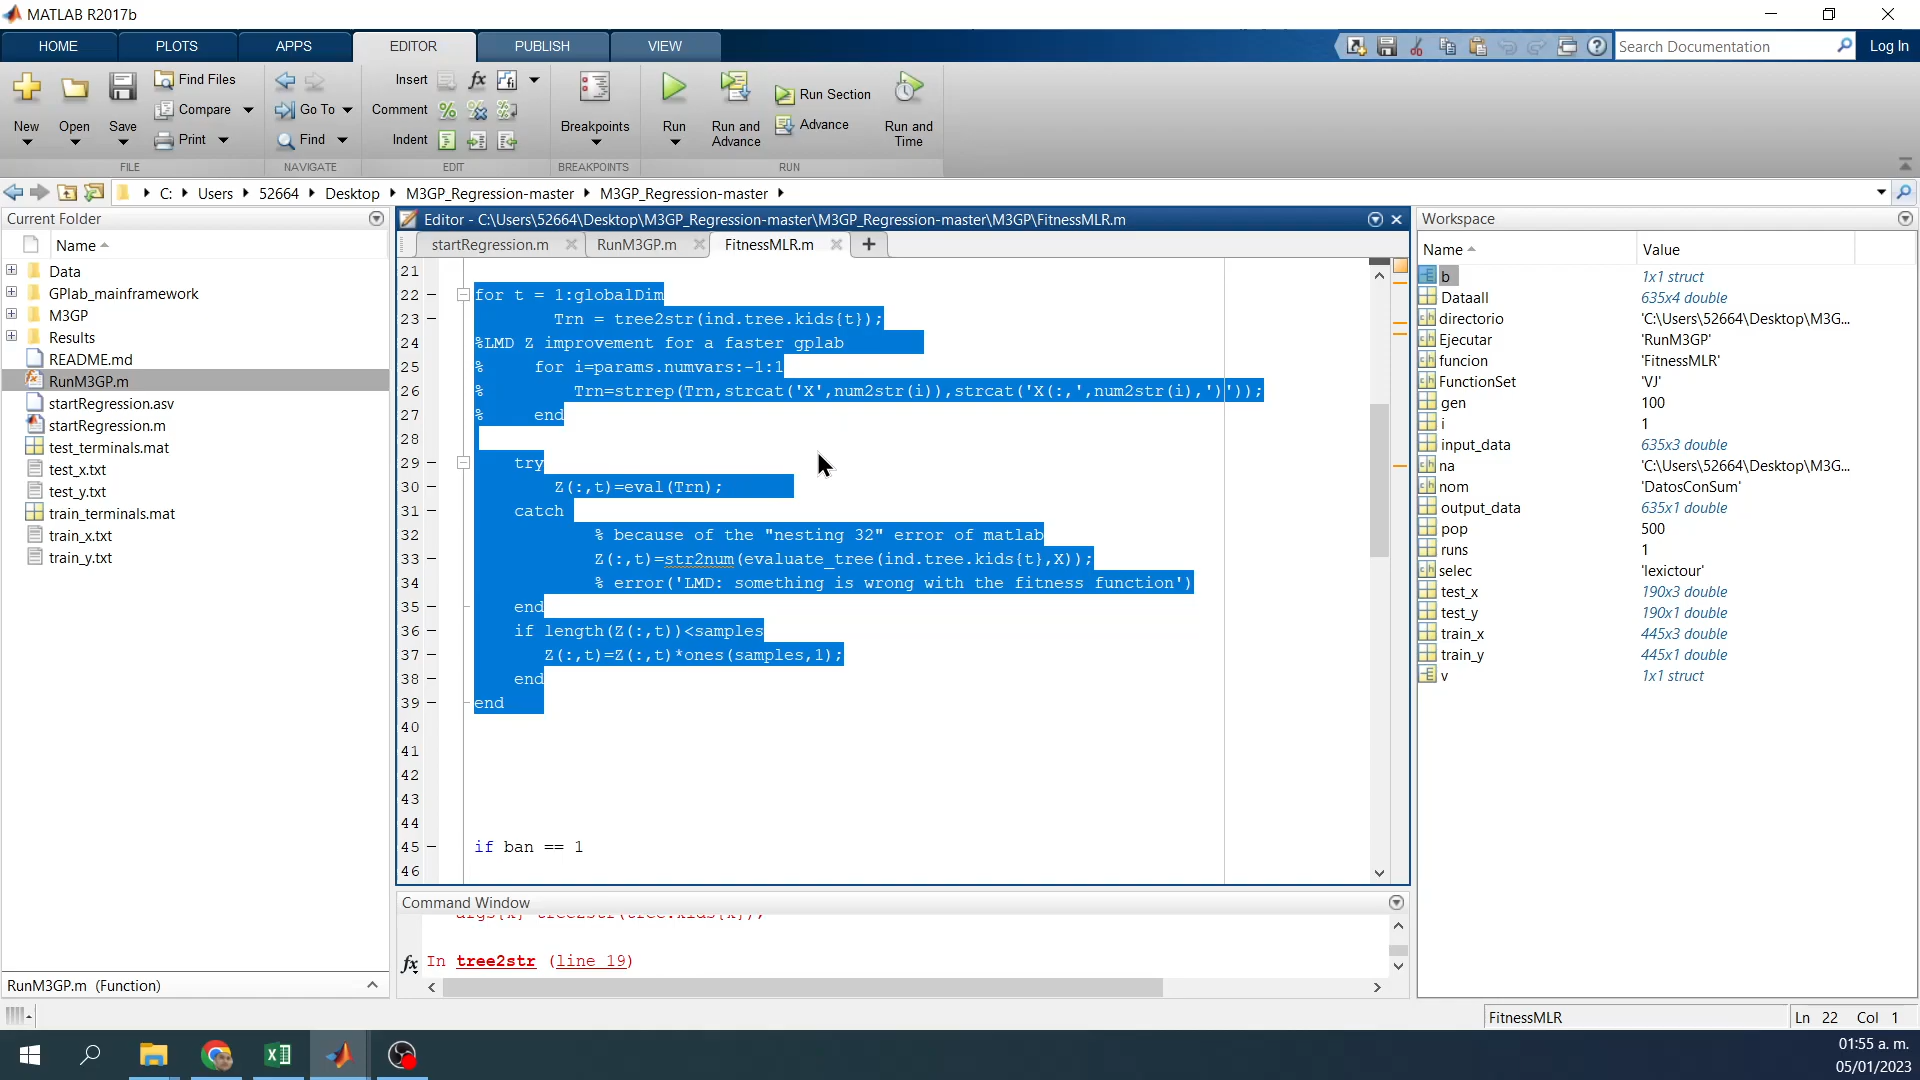 MATLAB R2017b
HOME PLOTS APPS EDITOR PUBLISH VIEW
Search Documentation
Log In
New
Open
Save
Find Files
Compare
Print
FILE
Go To
Find
NAVIGATE
Insert
Comment
Indent
EDIT
Breakpoints
BREAKPOINTS
Run
Run and Advance
Run Section
Advance
Run and Time
RUN
C: Users 52664 Desktop M3GP_Regression-master M3GP_Regression-master
Current Folder
Name
Data
GPlab_mainframework
M3GP
Results
README.md
RunM3GP.m
startRegression.asv
startRegression.m
test_terminals.mat
test_x.txt
test_y.txt
train_terminals.mat
train_x.txt
train_y.txt
RunM3GP.m (Function)
Editor - C:\Users\52664\Desktop\M3GP_Regression-master\M3GP_Regression-master\M3GP\FitnessMLR.m
startRegression.m RunM3GP.m FitnessMLR.m
21
22 for t = 1:globalDim
23 Trn = tree2str(ind.tree.kids{t});
24 %LMD Z improvement for a faster gplab
25 % for i=params.numvars:-1:1
26 % Trn=strrep(Trn,strcat('X',num2str(i)),strcat('X(:,',num2str(i),')'));
27 % end
28
29 try
30 Z(:,t)=eval(Trn);
31 catch
32 % because of the "nesting 32" error of matlab
33 Z(:,t)=str2num(evaluate_tree(ind.tree.kids{t},X));
34 % error('LMD: something is wrong with the fitness function')
35 end
36 if length(Z(:,t))<samples
37 Z(:,t)=Z(:,t)*ones(samples,1);
38 end
39 end
40
41
42
43
44
45 if ban == 1
46
Command Window
In tree2str (line 19)
Workspace
Name Value
b 1x1 struct
Dataall 635x4 double
directorio 'C:\Users\52664\Desktop\M3G...
Ejecutar 'RunM3GP'
funcion 'FitnessMLR'
FunctionSet 'VJ'
gen 100
i 1
input_data 635x3 double
na 'C:\Users\52664\Desktop\M3G...
nom 'DatosConSum'
output_data 635x1 double
pop 500
runs 1
selec 'lexictour'
test_x 190x3 double
test_y 190x1 double
train_x 445x3 double
train_y 445x1 double
v 1x1 struct
FitnessMLR
Ln 22 Col 1
01:55 a. m.
05/01/2023